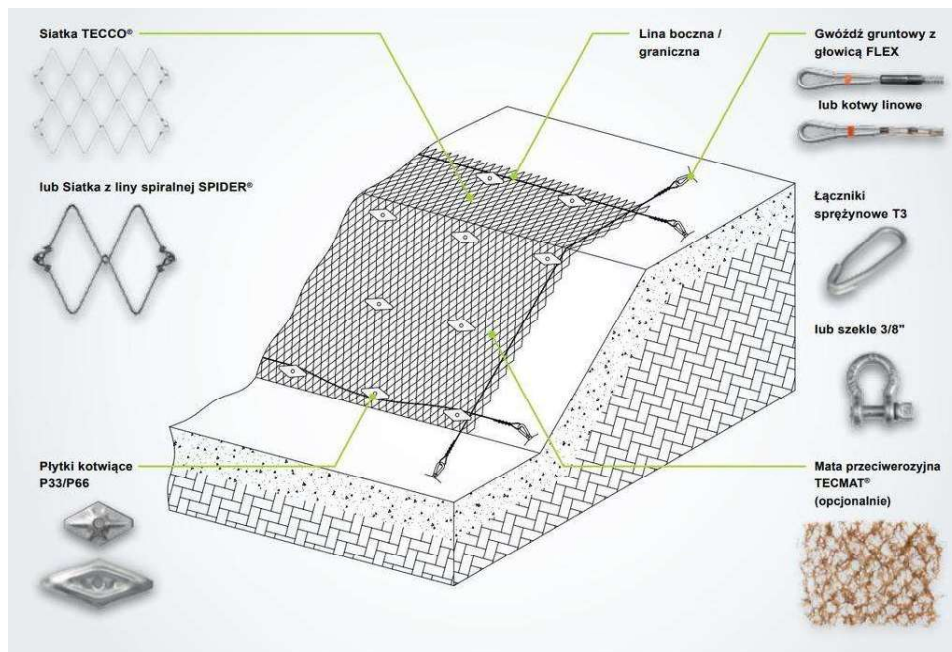 Siatka TECCO®
Lina boczna /
graniczna
Gwóźdź gruntowy z
głowicą FLEX
lub kotwy linowe
lub Siatka z liny spiralnej SPIDER®
Łączniki
sprężynowe T3
lub szekle 3/8"
Płytki kotwiące
P33/P66
Mata przeciwerozyjna
TECMAT®
(opcjonalnie)